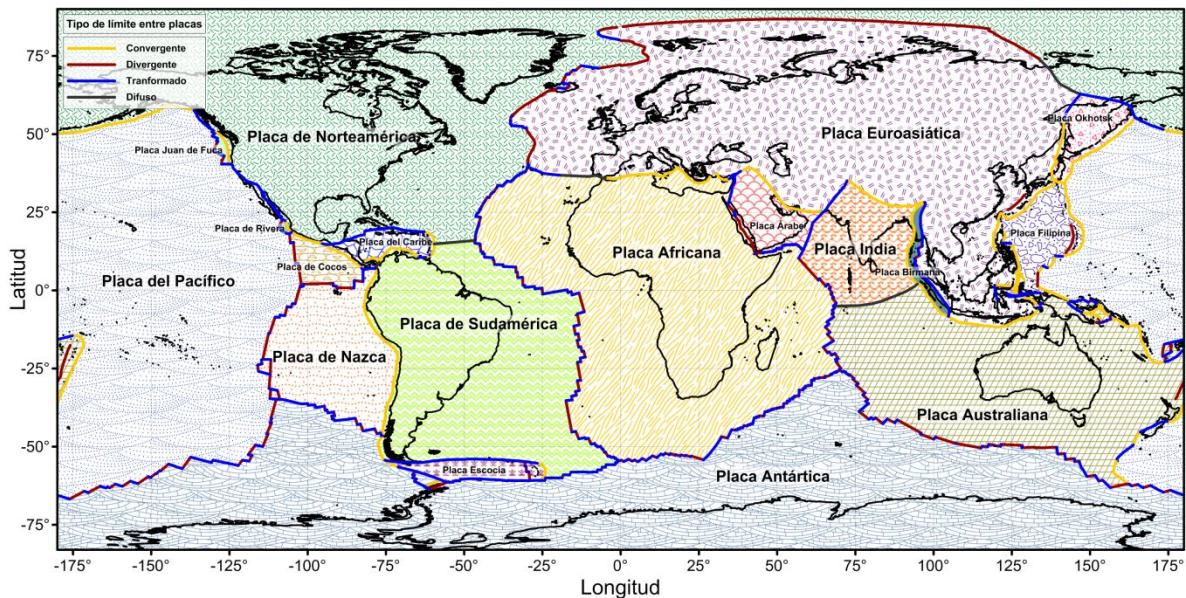 Tipo de límite entre placas
Convergente
Divergente
Tranformado
Difuso
75°
50°
25°
0°
-25°
-50°
-75°
Latitud
Placa de Norteamérica
Placa Euroasiática
Placa Okhotsk
Placa Juan de Fuca
Placa de Rivera
Placa del Caribe
Placa de Cocos
Placa Arabe
Placa Filipina
Placa Africana
Placa India
Placa Birmana
Placa del Pacífico
Placa de Sudamérica
Placa de Nazca
Placa Australiana
Placa Escocia
Placa Antártica
-175 -150 -125 -100 -75 -50 -25 0 25 50 75 100 125 150 175
Longitud